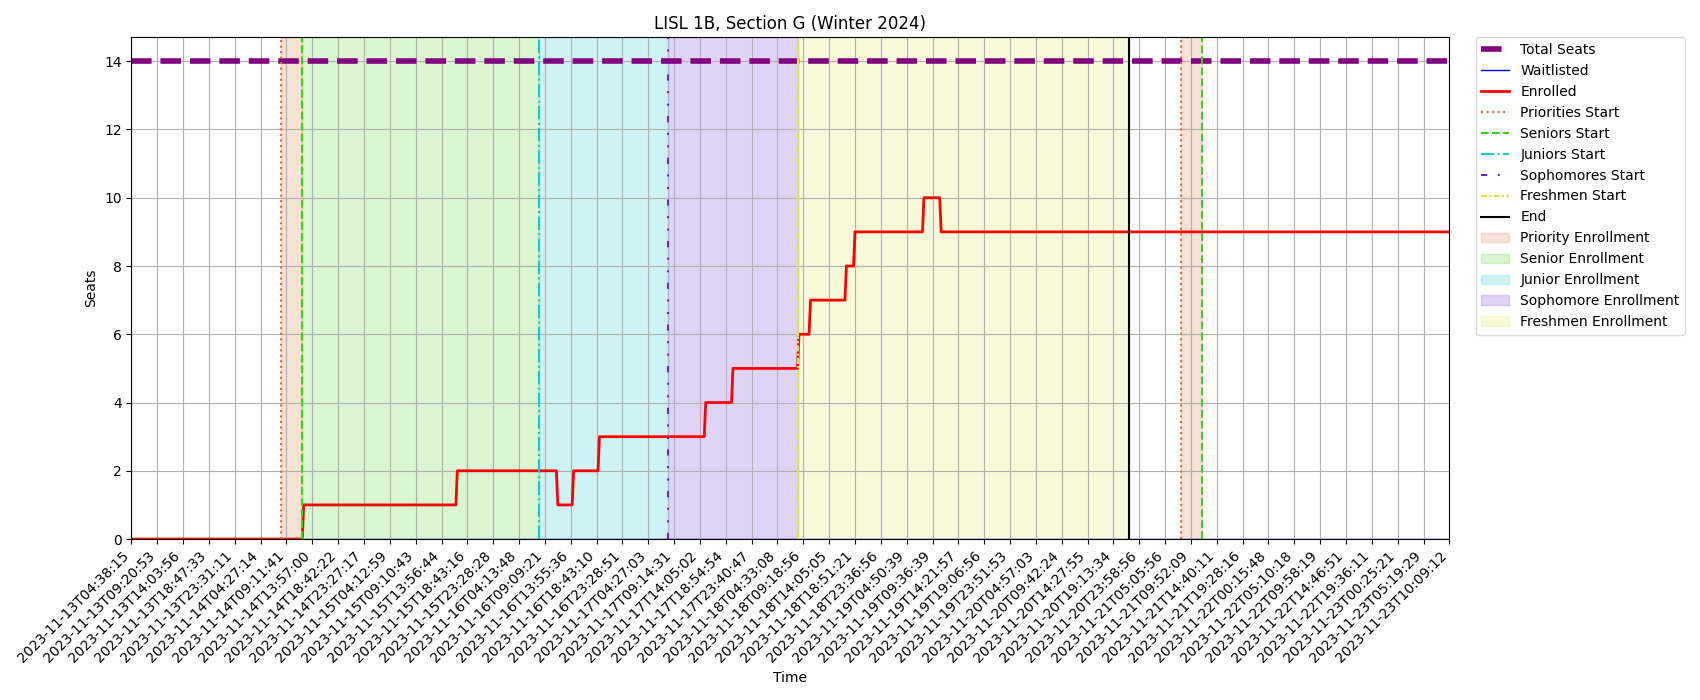 LISL 1B, Section G (Winter 2024)
Seats
14
12
10
8
6
4
2
0
2023-11-13T04:38:15
2023-11-13T09:20:53
2023-11-13T14:03:56
2023-11-13T18:47:33
2023-11-13T23:31:11
2023-11-14T04:27:14
2023-11-14T09:11:41
2023-11-14T13:57:00
2023-11-14T18:42:22
2023-11-14T23:27:17
2023-11-15T04:12:59
2023-11-15T09:10:43
2023-11-15T13:56:44
2023-11-15T18:43:16
2023-11-15T23:28:28
2023-11-16T04:13:48
2023-11-16T09:09:21
2023-11-16T13:55:36
2023-11-16T18:43:10
2023-11-16T23:28:51
2023-11-17T04:27:03
2023-11-17T09:14:31
2023-11-17T14:05:02
2023-11-17T18:54:54
2023-11-17T23:40:47
2023-11-18T04:33:08
2023-11-18T09:18:56
2023-11-18T14:05:05
2023-11-18T18:51:21
2023-11-18T23:36:56
2023-11-19T04:50:39
2023-11-19T09:36:39
2023-11-19T14:21:57
2023-11-19T19:06:56
2023-11-19T23:51:53
2023-11-20T04:57:03
2023-11-20T09:42:24
2023-11-20T14:27:55
2023-11-20T19:13:34
2023-11-20T23:58:56
2023-11-21T05:05:56
2023-11-21T09:52:09
2023-11-21T14:40:11
2023-11-21T19:28:16
2023-11-22T00:15:48
2023-11-22T05:10:18
2023-11-22T09:58:19
2023-11-22T14:46:51
2023-11-22T19:36:11
2023-11-23T00:25:21
2023-11-23T05:19:29
2023-11-23T10:09:12
Time
Total Seats
Waitlisted
Enrolled
Priorities Start
Seniors Start
Juniors Start
Sophomores Start
Freshmen Start
End
Priority Enrollment
Senior Enrollment
Junior Enrollment
Sophomore Enrollment
Freshmen Enrollment